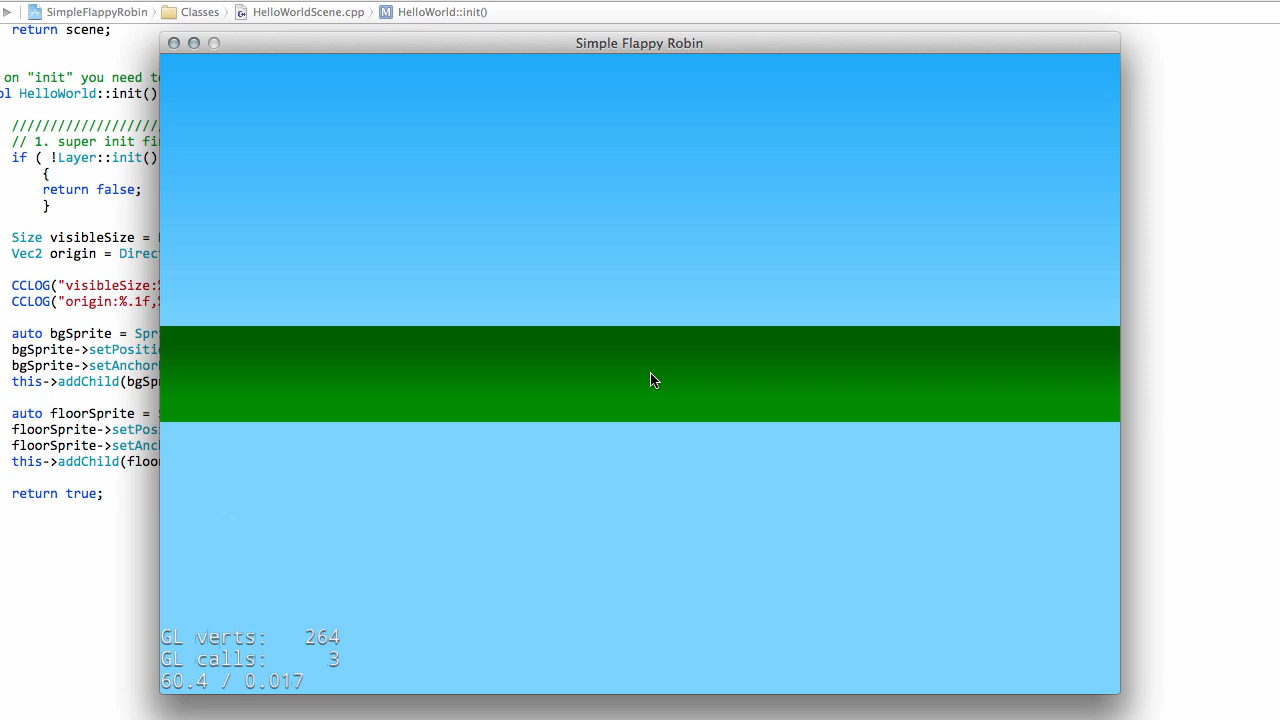 SimpleFlappyRobin Classes HelloWorldScene.cpp HelloWorld::init()
return scene;
Simple Flappy Robin
on "init" you need t
HelloWorld::init()
///////////////////
// 1. super init fi
if ( !Layer::init()
{
return false;
}
Size visibleSize =
Vec2 origin = Direc
CCLOG("visibleSize:
CCLOG("origin:%.1f,
auto bgSprite = Spr
bgSprite->setPositi
bgSprite->setAnchor
this->addChild(bgSp
auto floorSprite =
floorSprite->setPos
floorSprite->setAnc
this->addChild(floo
return true;
GL verts: 264
GL calls: 3
60.4 / 0.017